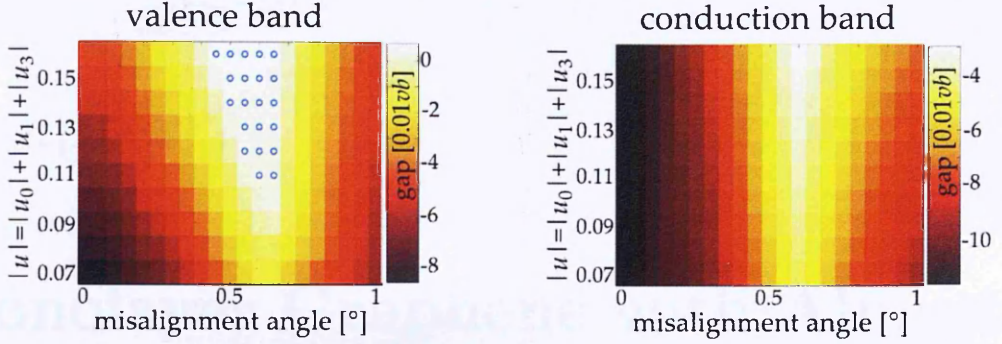 valence band
|u|=|u₀|+|u₁|+|u₃|
0.15
0.13
0.11
0.09
0.07
0 0.5 1
misalignment angle [°]
0
-2
-4
-6
-8
gap [0.01vb]
conduction band
|u|=|u₀|+|u₁|+|u₃|
0.15
0.13
0.11
0.09
0.07
0 0.5 1
misalignment angle [°]
-4
-6
-10
gap [0.01vb]